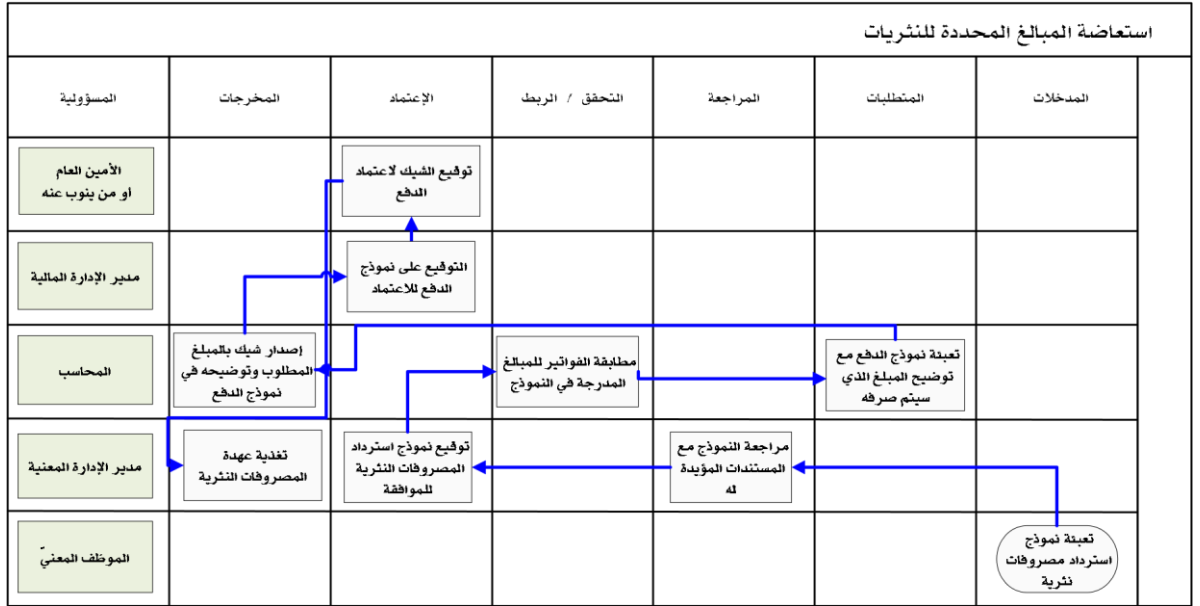 استعاضة المبالغ المحددة للنثريات
المدخلات
المتطلبات
المراجعة
التحقق / الربط
الإعتماد
المخرجات
المسؤولية
توقيع الشيك لاعتماد
الدفع
الأمين العام
او من ينوب عنه
التوقيع على نموذج
الدفع للاعتماد
مدير الإدارة المالية
تعبئة نموذج الدفع مع
توضيح المبلغ الذي
سيتم صرفه
مطابقة الفواتير للمبالغ
المدرجة في النموذج
إصدار شيك بالمبلغ
المطلوب وتوضيحه في
نموذج الدفع
المحاسب
مراجعة النموذج مع
المستندات المؤيدة
له
توقيع نموذج استرداد
المصروفات النثرية
للموافقة
تغذية عهدة
المصروفات النثرية
مدير الإدارة المعنية
تعبئة نموذج
استرداد مصروفات
نثرية
الموظف المعنيّ